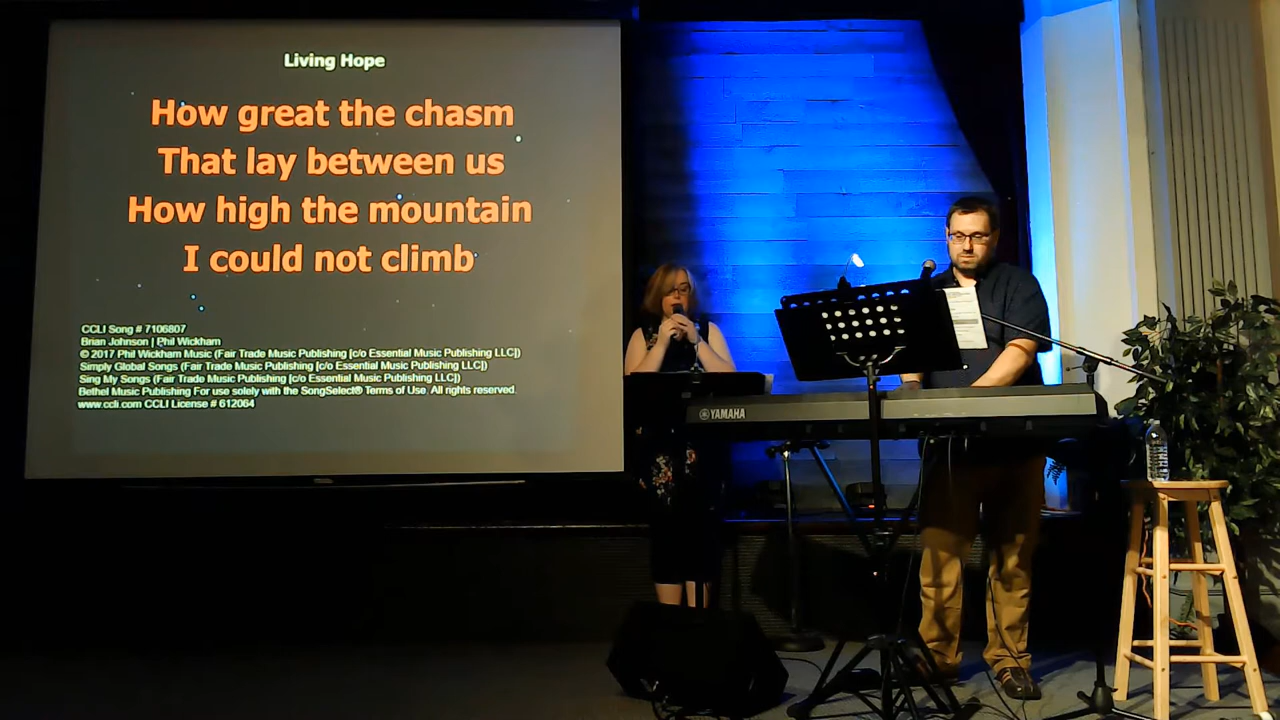 Living Hope
How great the chasm
That lay between us
How high the mountain
I could not climb
CCLI Song # 7106807
Brian Johnson | Phil Wickham
© 2017 Phil Wickham Music (Fair Trade Music Publishing [c/o Essential Music Publishing LLC])
Simply Global Songs (Fair Trade Music Publishing [c/o Essential Music Publishing LLC])
Sing My Songs (Fair Trade Music Publishing [c/o Essential Music Publishing LLC])
Bethel Music Publishing For use solely with the SongSelect® Terms of Use. All rights reserved.
www.ccli.com CCLI License # 612064
YAMAHA